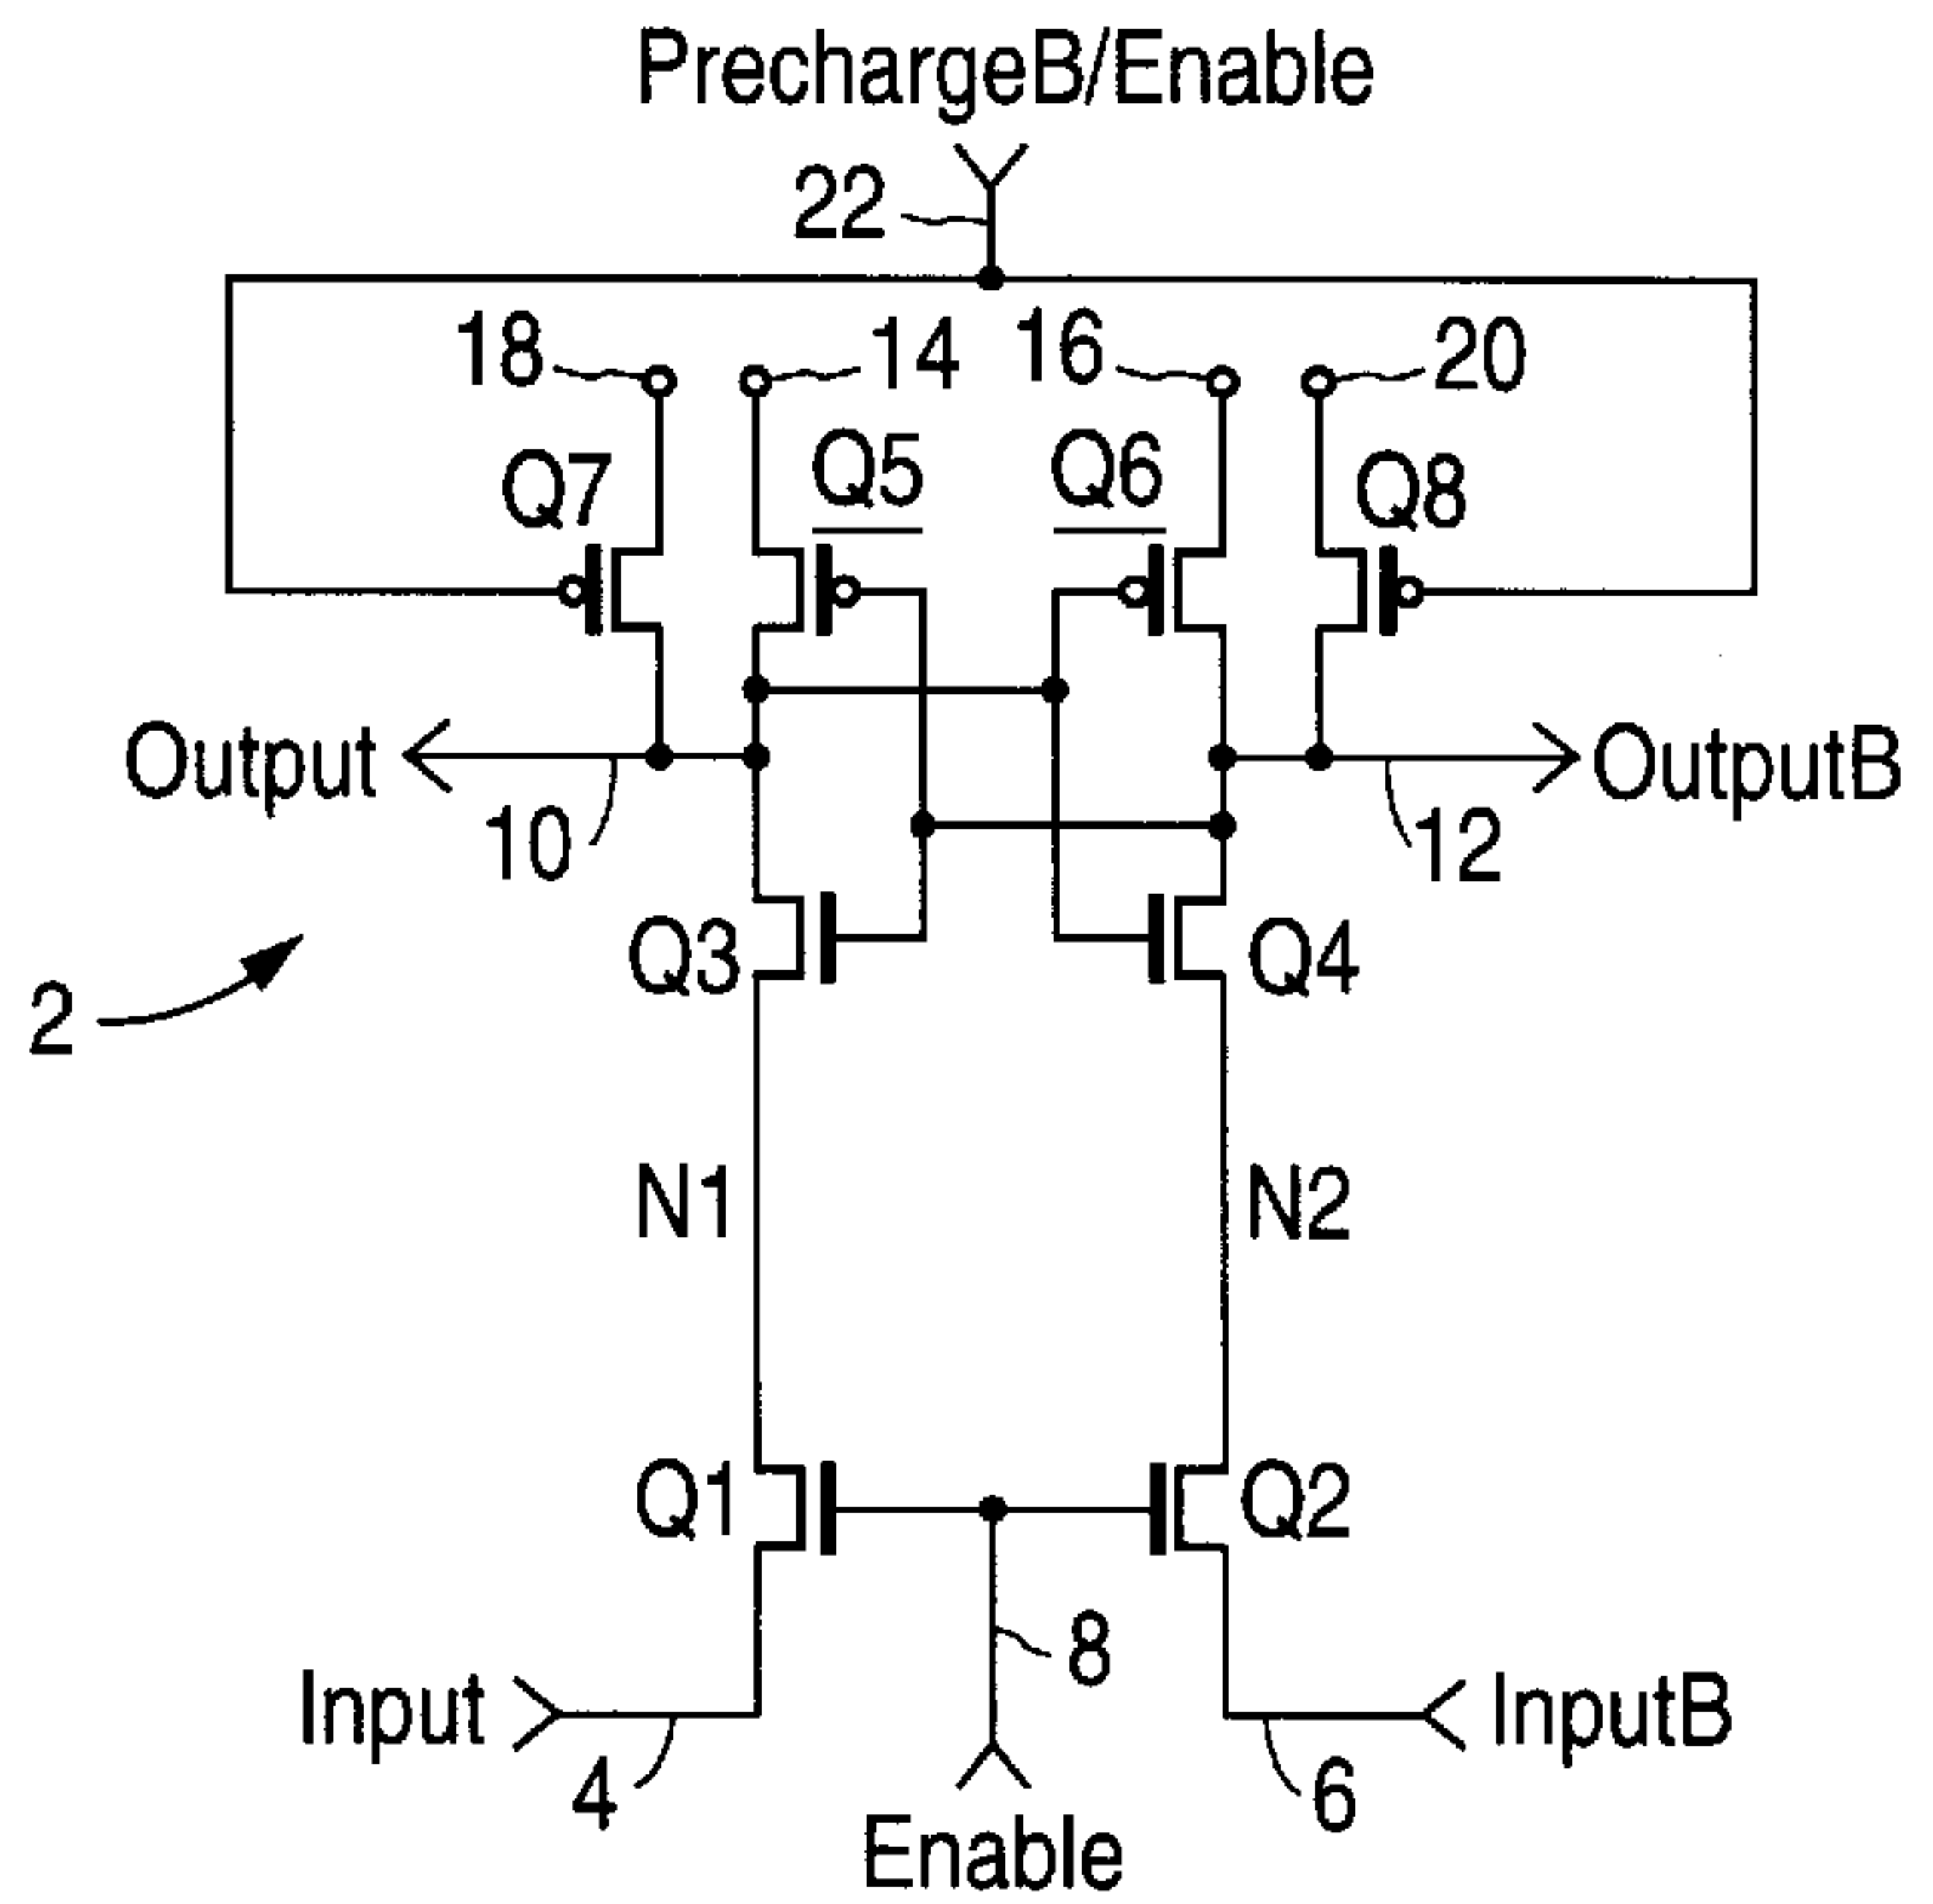 PrechargeB/Enable
22
18 14 16 20
Q7 Q5 Q6 Q8
Output OutputB
10 12
Q3 Q4
2
N1 N2
Q1 Q2
8
Input InputB
4 6
Enable